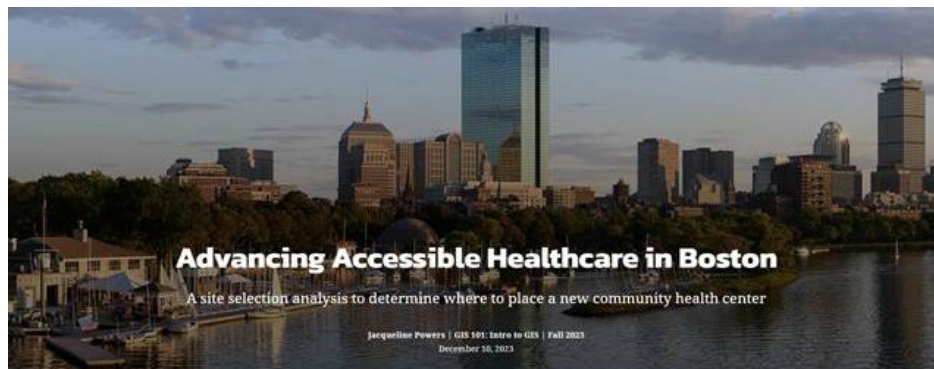 Advancing Accessible Healthcare in Boston
A site selection analysis to determine where to place a new community health center
Jacqueline Powers | GIS 101: Intro to GIS | Fall 2023
December 10, 2023